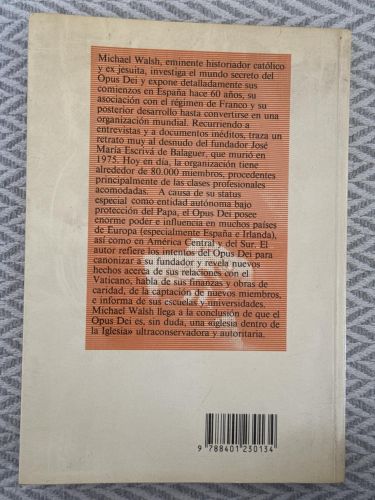 Michael Walsh, eminente historiador católico
y ex jesuita, investiga el mundo secreto del
Opus Dei y expone detalladamente sus
comienzos en España hace 60 años, su
asociación con el régimen de Franco y su
posterior desarrollo hasta convertirse en una
organización mundial. Recurriendo a
entrevistas y a documentos inéditos, traza un
retrato muy al desnudo del fundador José
María Escrivá de Balaguer, que murió en
1975. Hoy en día, la organización tiene
alrededor de 80.000 miembros, procedentes
principalmente de las clases profesionales
acomodadas. A causa de su status
especial como entidad autónoma bajo
protección del Papa, el Opus Dei posee
enorme poder e influencia en muchos países
de Europa (especialmente España e Irlanda),
así como en América Central y del Sur. El
autor refiere los intentos del Opus Dei para
canonizar a su fundador y revela nuevos
hechos acerca de sus relaciones con el
Vaticano, habla de sus finanzas y obras de
caridad, de la captación de nuevos miembros,
e informa de sus escuelas y universidades.
Michael Walsh llega a la conclusión de que el
Opus Dei es, sin duda, una «iglesia dentro de
la Iglesia» ultraconservadora y autoritaria.
9 788401 230134